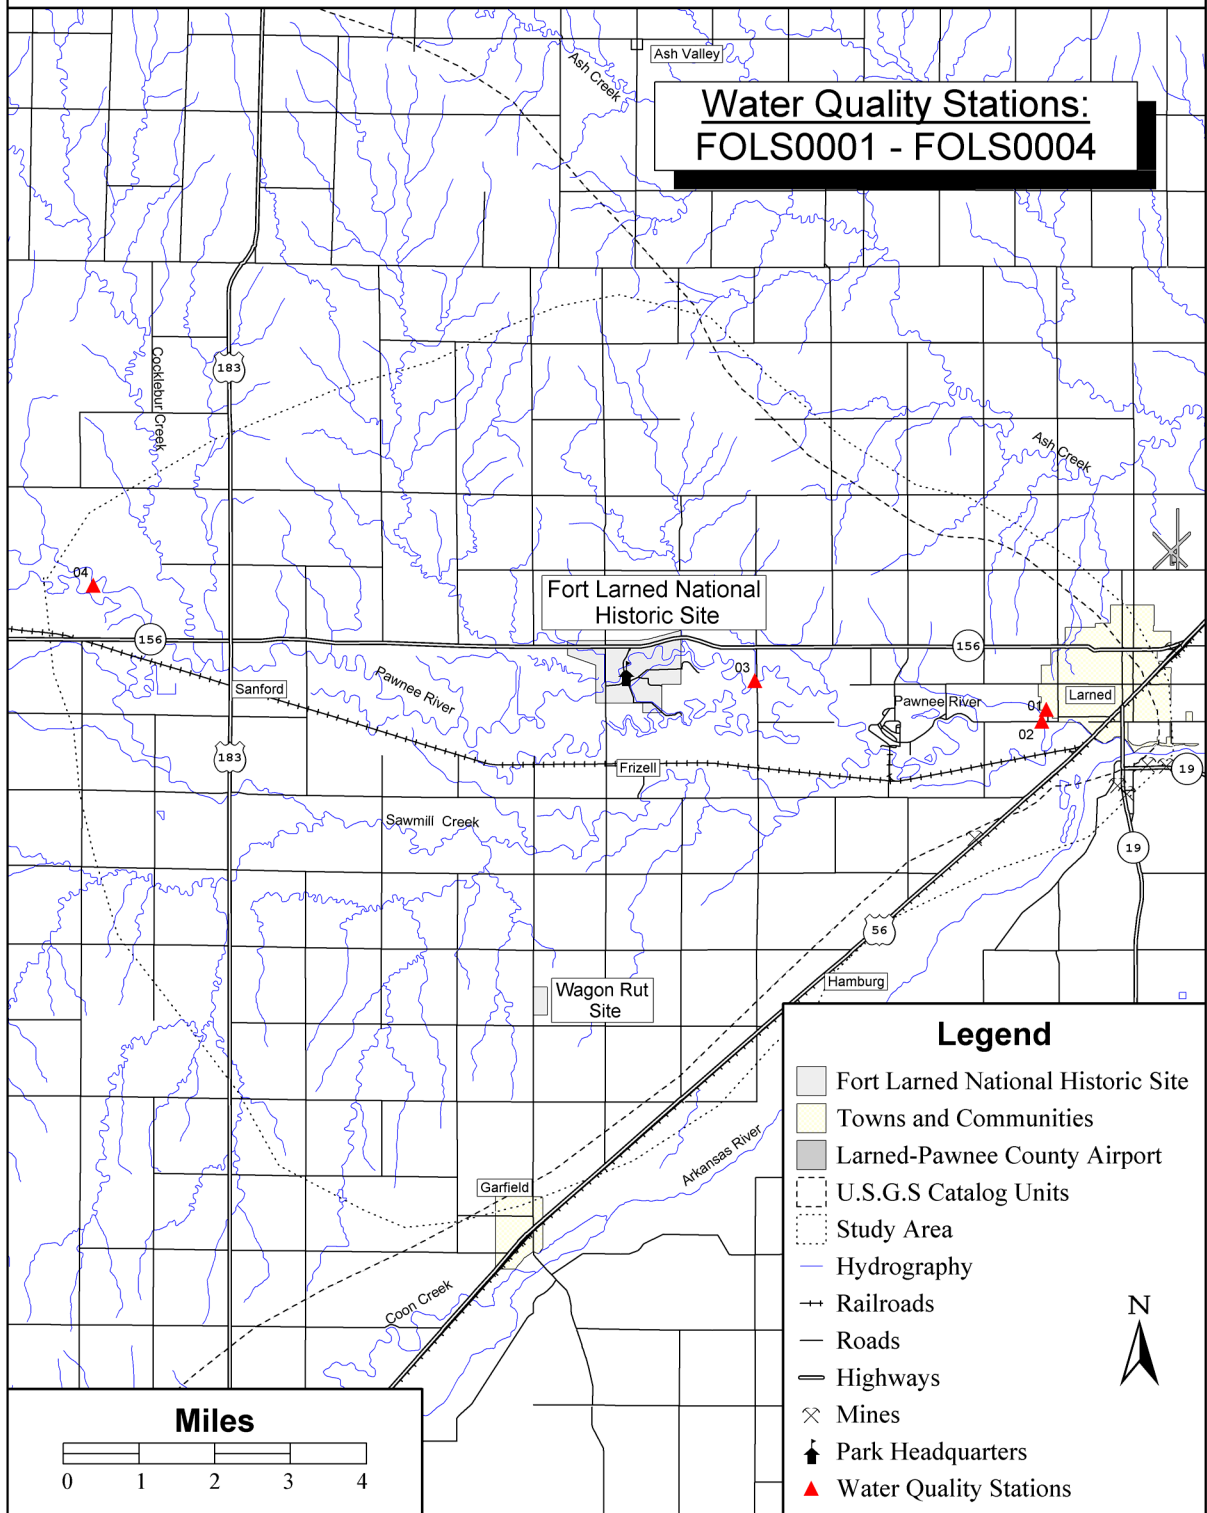 Ash Valley
Ash Creek
Water Quality Stations:
FOLS0001 - FOLS0004
183
Cocklebur Creek
Ash Creek
04
Fort Larned National
Historic Site
156
156
03
Sanford
Pawnee River
Pawnee River
Larned
01
02
183
Frizell
19
Sawmill Creek
19
56
Hamburg
Wagon Rut
Site
Arkansas River
Garfield
Coon Creek
Legend
Fort Larned National Historic Site
Towns and Communities
Larned-Pawnee County Airport
U.S.G.S Catalog Units
Study Area
Hydrography
Railroads
Roads
Highways
Mines
Park Headquarters
Water Quality Stations
N
Miles
0 1 2 3 4